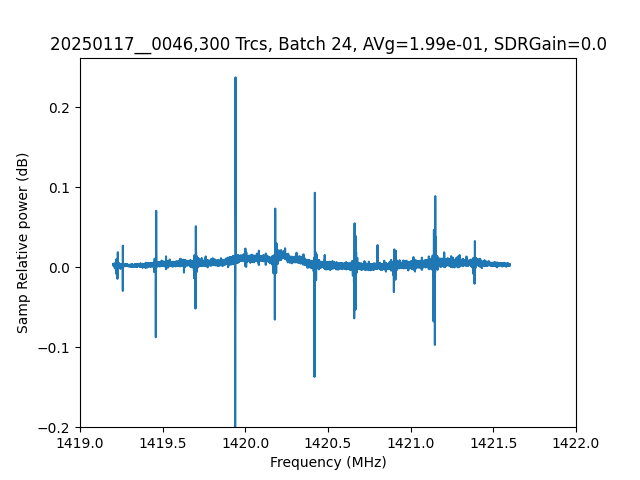 20250117__0046,300 Trcs, Batch 24, AVg=1.99e-01, SDRGain=0.0
Samp Relative power (dB)
0.2
0.1
0.0
−0.1
−0.2
1419.0 1419.5 1420.0 1420.5 1421.0 1421.5 1422.0
Frequency (MHz)